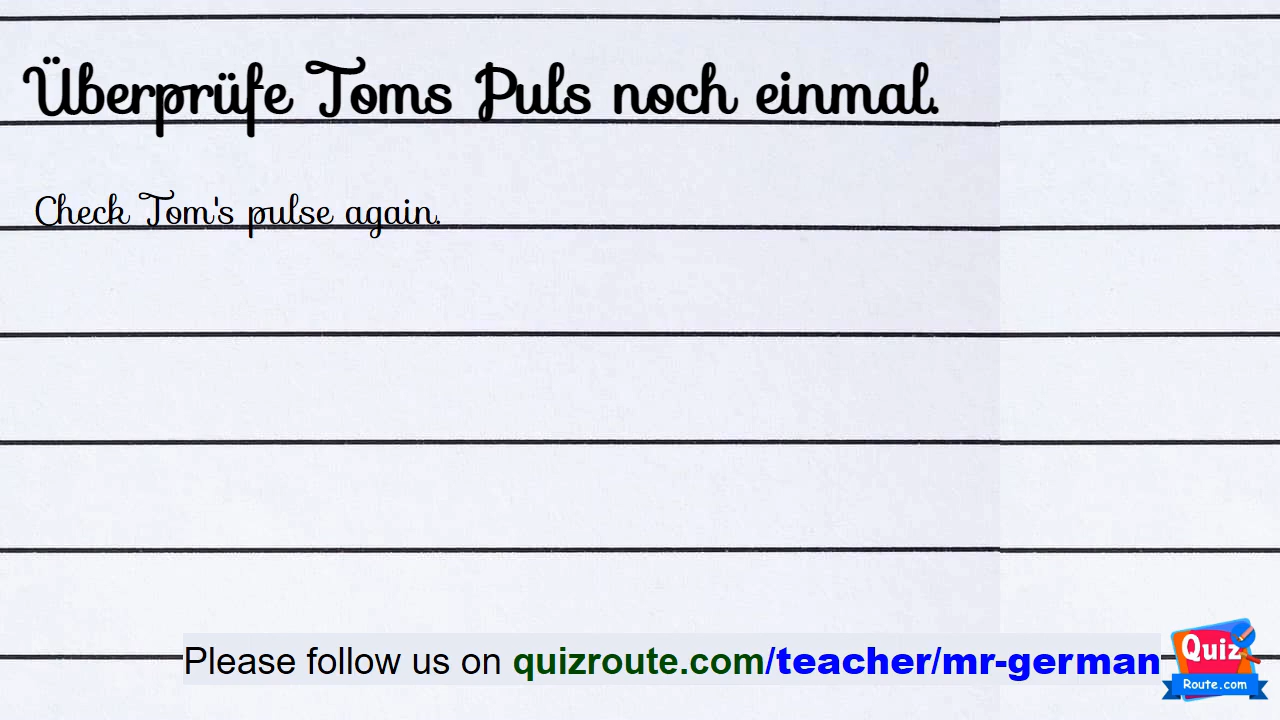 Überprüfe Toms Puls noch einmal.
Check Tom's pulse again.
Please follow us on quizroute.com/teacher/mr-german
Quiz
Route.com